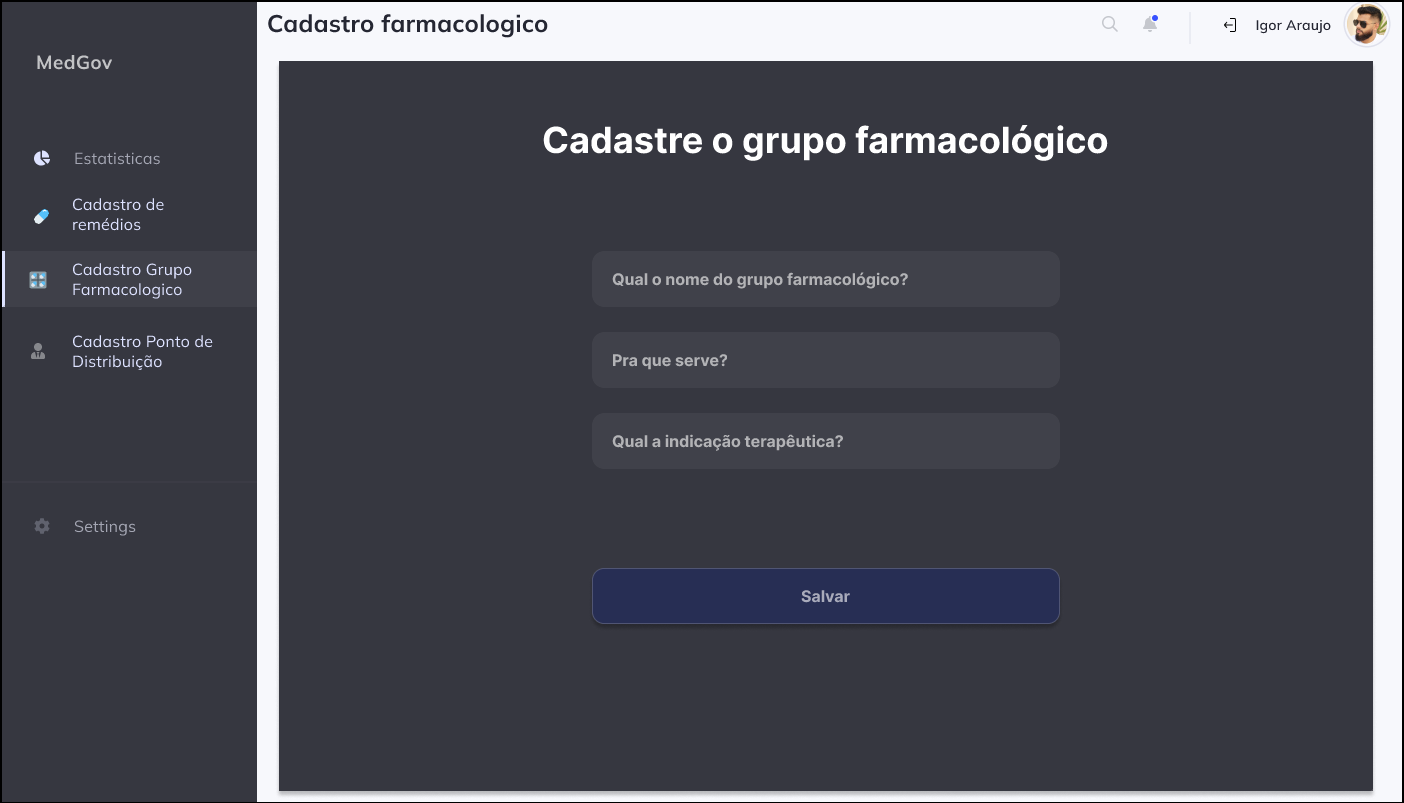 MedGov
Estatisticas
Cadastro de
remédios
Cadastro Grupo
Farmacologico
Cadastro Ponto de
Distribuição
Settings
Cadastro farmacologico
Igor Araujo
Cadastre o grupo farmacológico
Qual o nome do grupo farmacológico?
Pra que serve?
Qual a indicação terapêutica?
Salvar